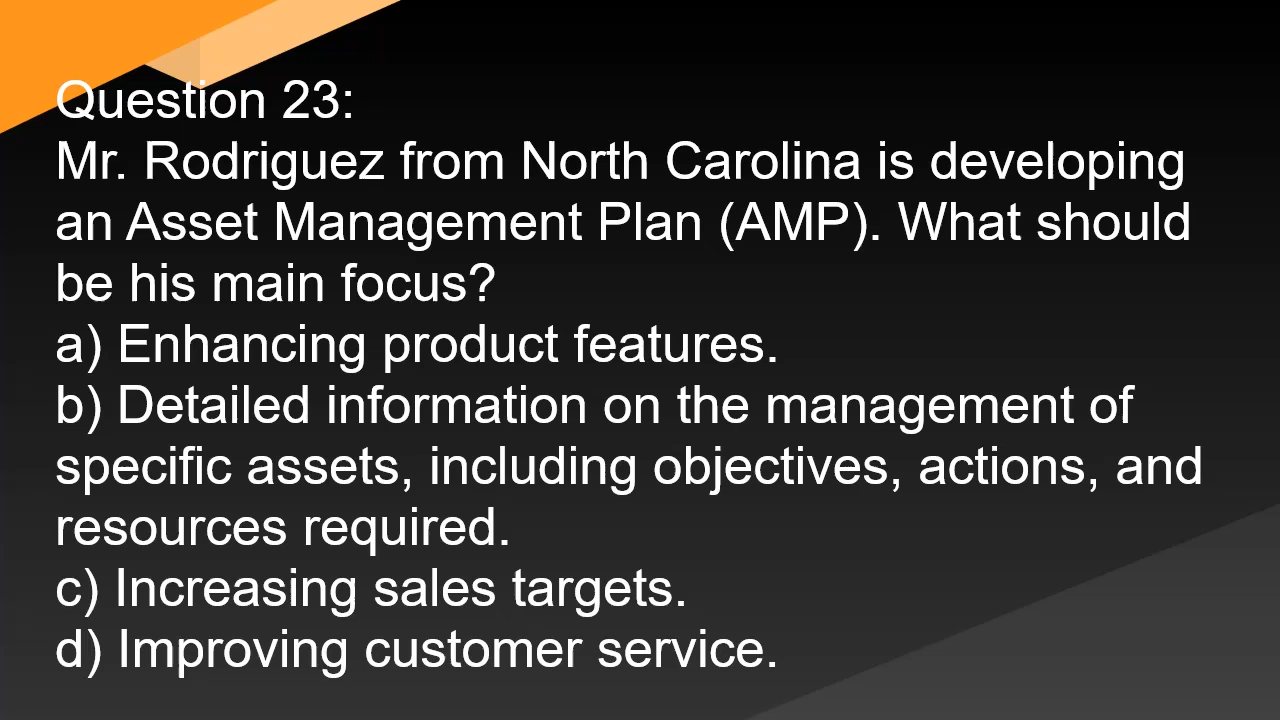 Question 23:
Mr. Rodriguez from North Carolina is developing
an Asset Management Plan (AMP). What should
be his main focus?
a) Enhancing product features.
b) Detailed information on the management of
specific assets, including objectives, actions, and
resources required.
c) Increasing sales targets.
d) Improving customer service.